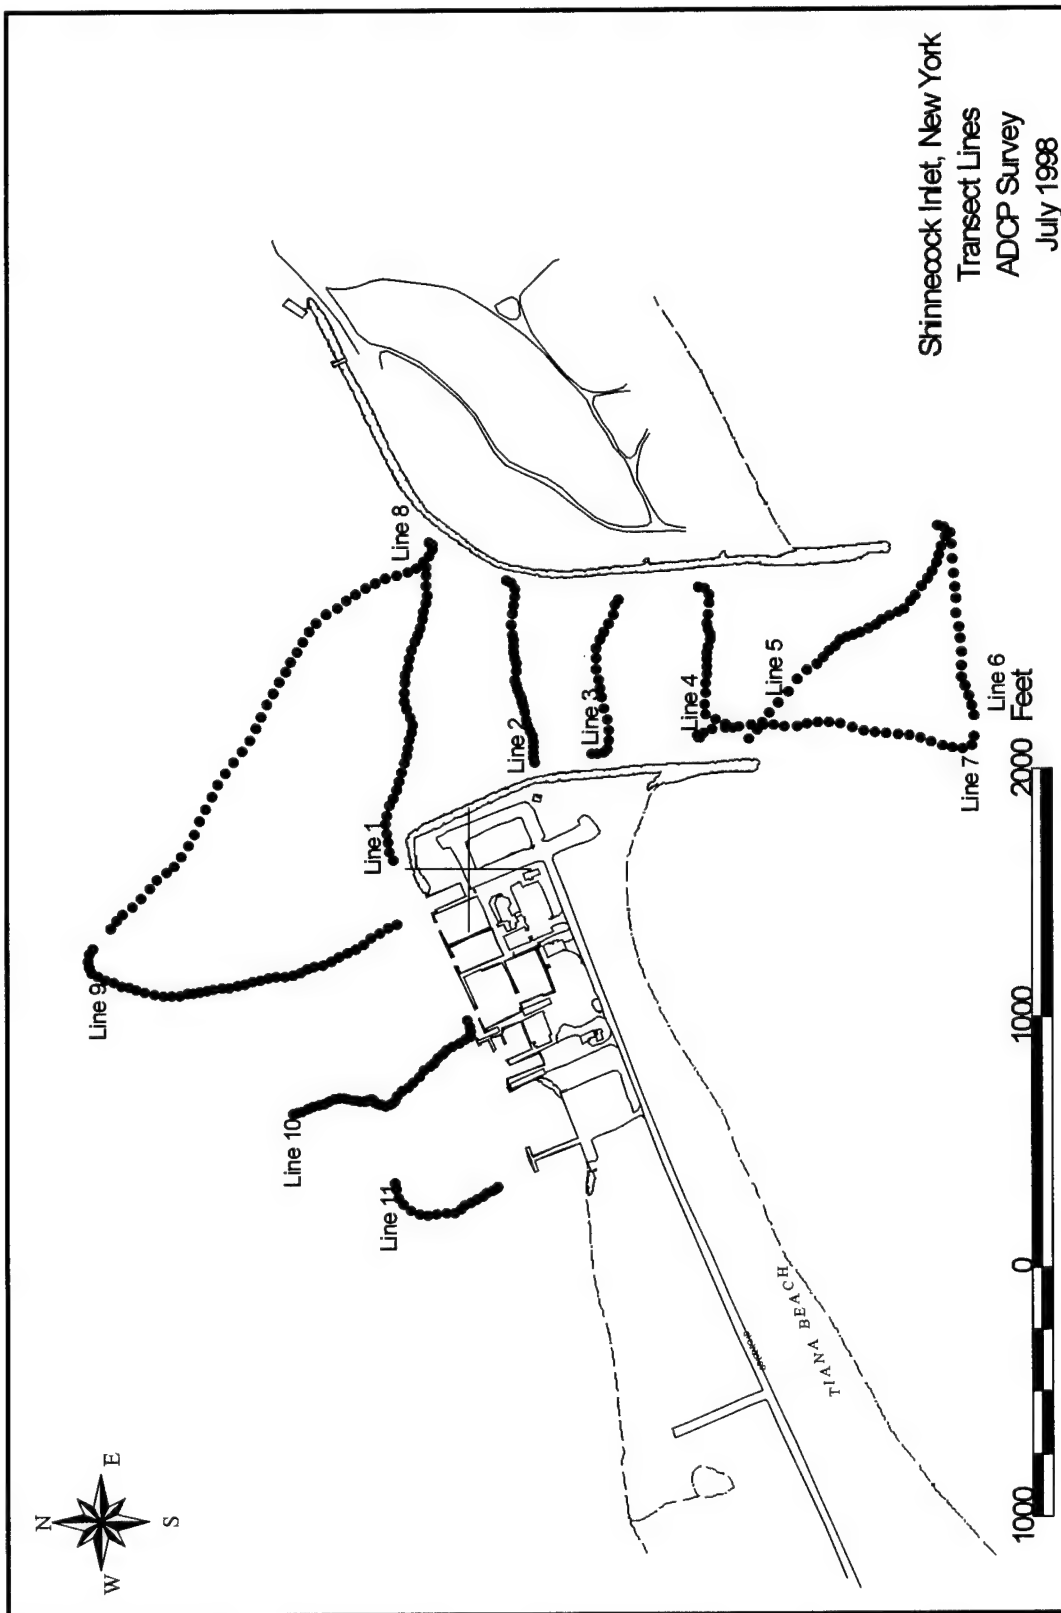 Shinnecock Inlet, New York
Transect Lines
ADCP Survey
July 1998
N
W
E
S
Line 9
Line 10
Line 11
Line 1
Line 8
Line 2
Line 3
Line 4
Line 5
Line 6
Line 7
TIANA BEACH
1000 0 1000 2000 Feet